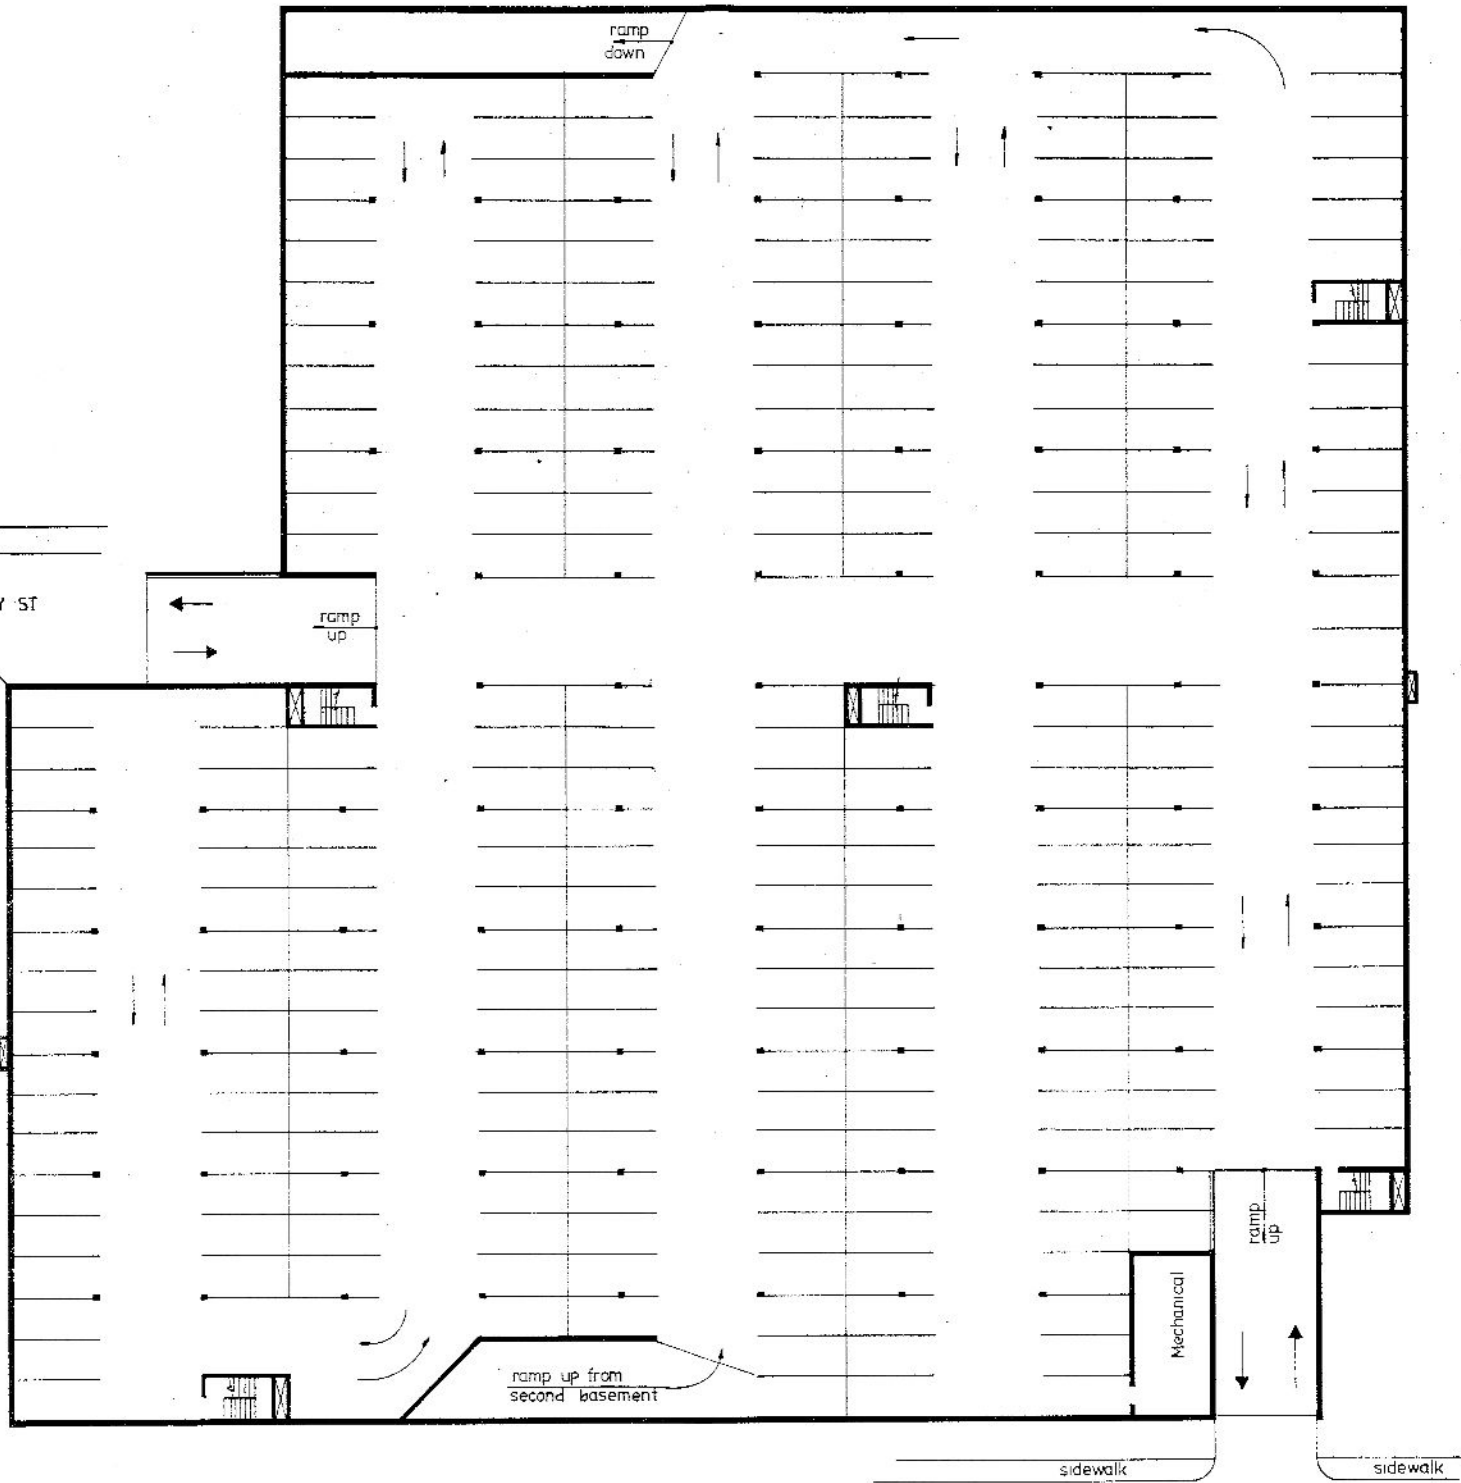 ramp
down
Y ST
ramp
up
ramp
up
Mechanical
ramp up from
second basement
sidewalk
sidewalk